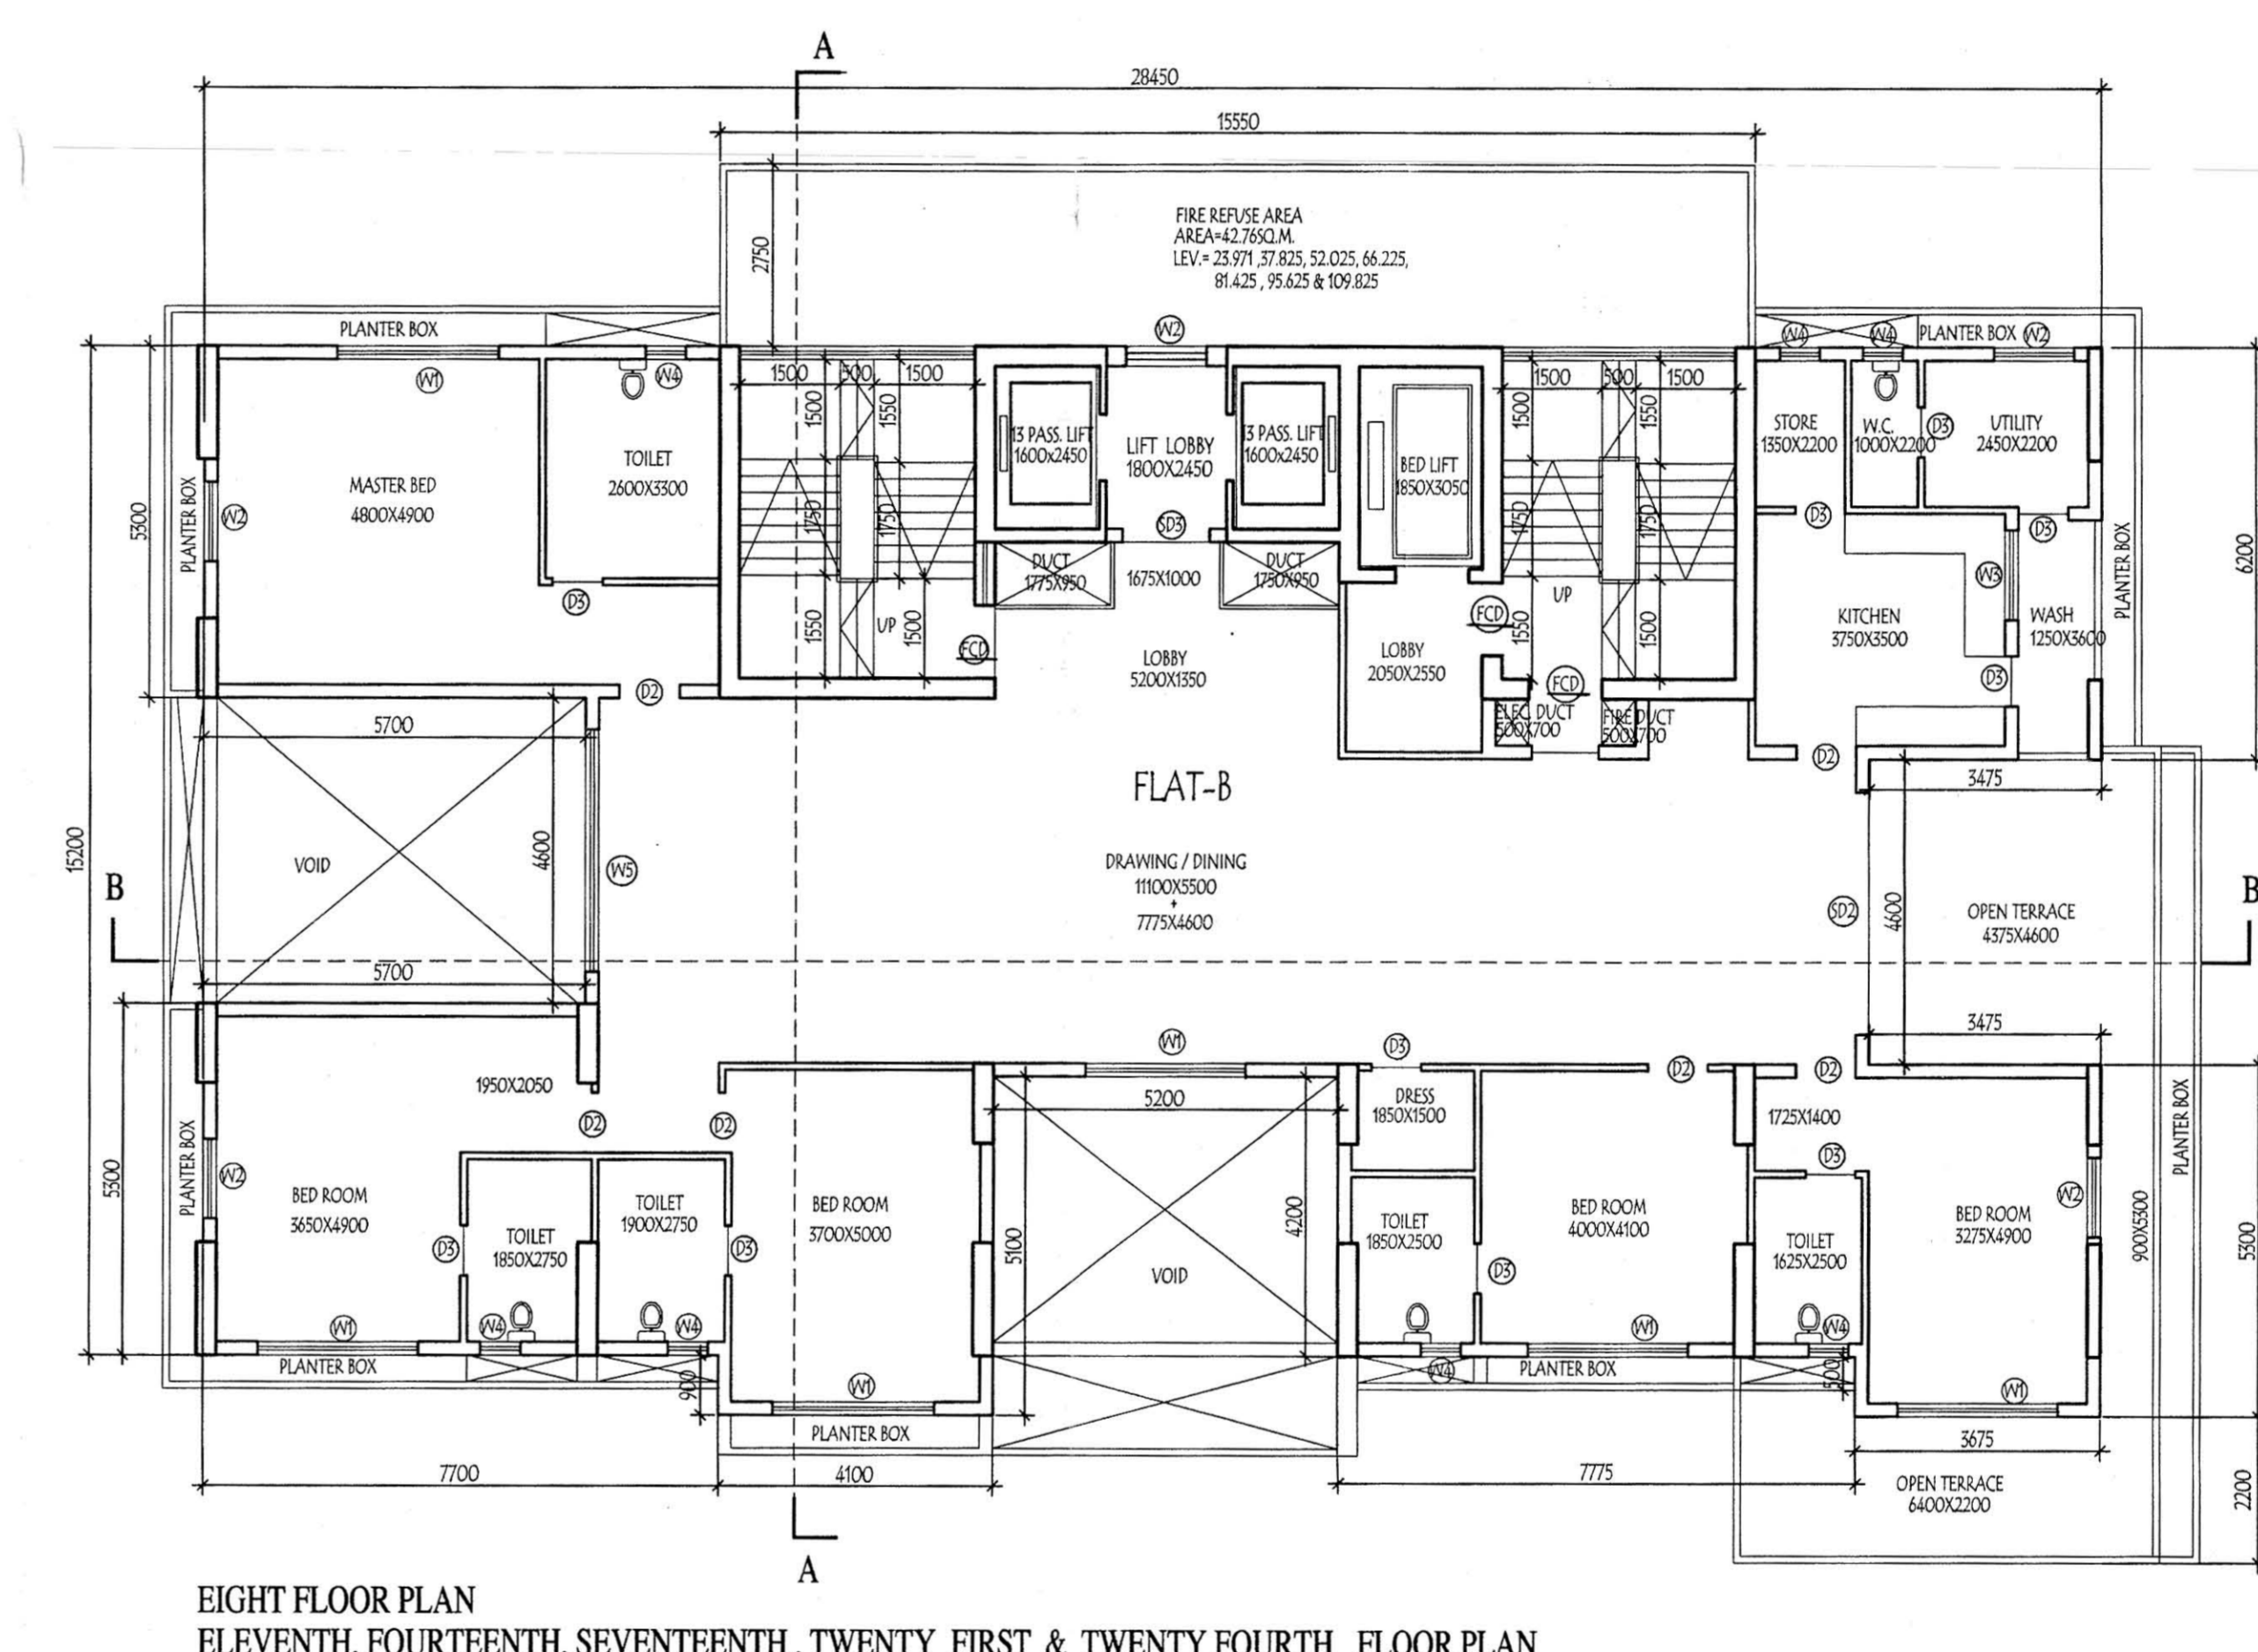 A
28450
15550
FIRE REFUSE AREA
AREA=42.76SQ.M.
LEV.= 23.971 ,37.825, 52.025, 66.225,
81.425 , 95.625 & 109.825
2750
PLANTER BOX
W2
W4
W4
PLANTER BOX
W2
W1
W4
1500
500
1500
1500
500
1500
1500
1550
1500
1550
5300
PLANTER BOX
W2
MASTER BED
4800X4900
TOILET
2600X3300
13 PASS. LIFT
1600x2450
LIFT LOBBY
1800X2450
13 PASS. LIFT
1600x2450
BED LIFT
1850X3050
STORE
1350X2200
W.C.
1000X2200
D3
UTILITY
2450X2200
1750
1750
1750
1750
SD3
D3
D3
DUCT
1775X950
1675X1000
DUCT
1750X950
D3
W3
PLANTER BOX
6200
UP
UP
1550
1500
1550
1500
FCD
FCD
FCD
LOBBY
5200X1350
LOBBY
2050X2550
KITCHEN
3750X3500
WASH
1250X3600
D3
D2
ELEC. DUCT
500X700
FIRE DUCT
500X700
5700
D2
3475
FLAT-B
15200
VOID
4600
W5
DRAWING / DINING
11100X5500
+
7775X4600
SD2
4600
OPEN TERRACE
4375X4600
B
B
5700
3475
W1
D3
D2
D2
1950X2050
D2
D2
5200
DRESS
1850X1500
1725X1400
D3
PLANTER BOX
5300
PLANTER BOX
W2
BED ROOM
3650X4900
D3
TOILET
1850X2750
TOILET
1900X2750
D3
BED ROOM
3700X5000
5100
VOID
4200
TOILET
1850X2500
D3
BED ROOM
4000X4100
TOILET
1625X2500
BED ROOM
3275X4900
W2
900X5300
5300
W1
W4
W4
W1
W4
PLANTER BOX
900
W1
W4
PLANTER BOX
500
W1
PLANTER BOX
3675
7700
4100
7775
OPEN TERRACE
6400X2200
2200
A
EIGHT FLOOR PLAN
ELEVENTH, FOURTEENTH, SEVENTEENTH , TWENTY FIRST & TWENTY FOURTH FLOOR PLAN